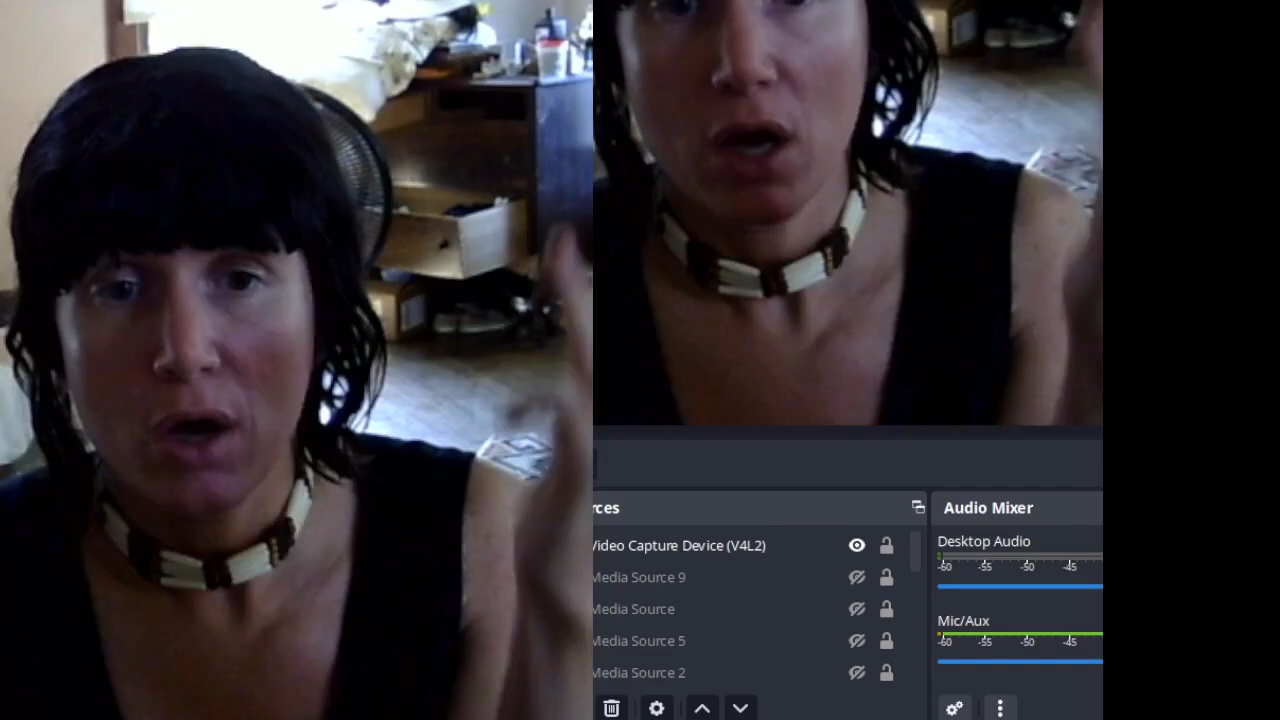 rces
Audio Mixer
Video Capture Device (V4L2)
Media Source 9
Media Source
Media Source 5
Media Source 2
Desktop Audio
-60 -55 -50 -45
Mic/Aux
-60 -55 -50 -45